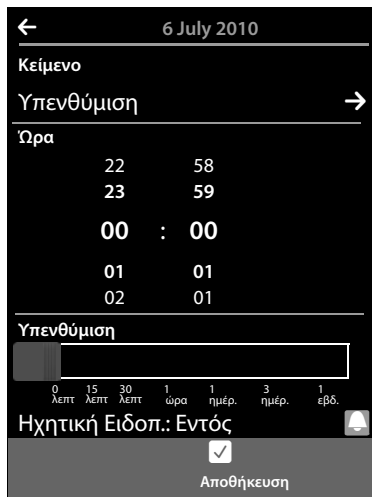 6 July 2010
Κείμενο
Υπενθύμιση
Ώρα
22 58
23 59
00 : 00
01 01
02 01
Υπενθύμιση
0 15 30 1 1 3 1
λεπτ λεπτ λεπτ ώρα ημέρ. ημέρ. εβδ.
Ηχητική Ειδοπ.: Εντός
Αποθήκευση